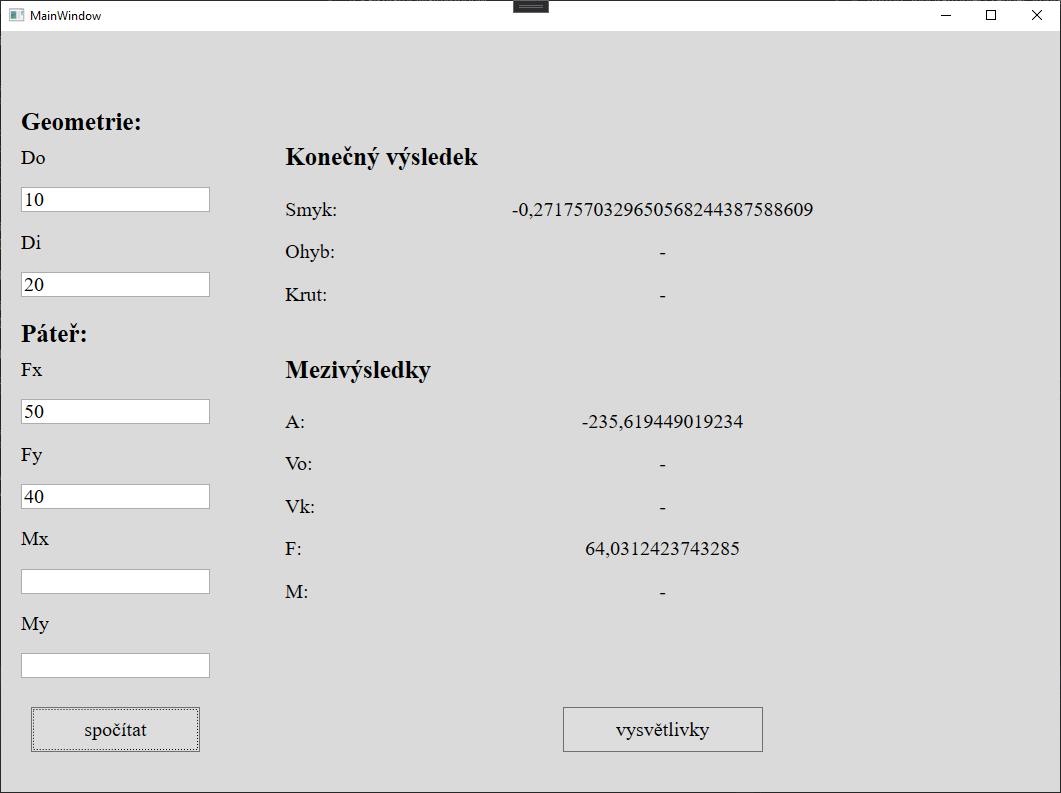 MainWindow
Geometrie:
Do
10
Di
20
Páteř:
Fx
50
Fy
40
Mx
My
spočítat
Konečný výsledek
Smyk: -0,2717570329650568244387588609
Ohyb: -
Krut: -
Mezivýsledky
A: -235,619449019234
Vo: -
Vk: -
F: 64,0312423743285
M: -
vysvětlivky